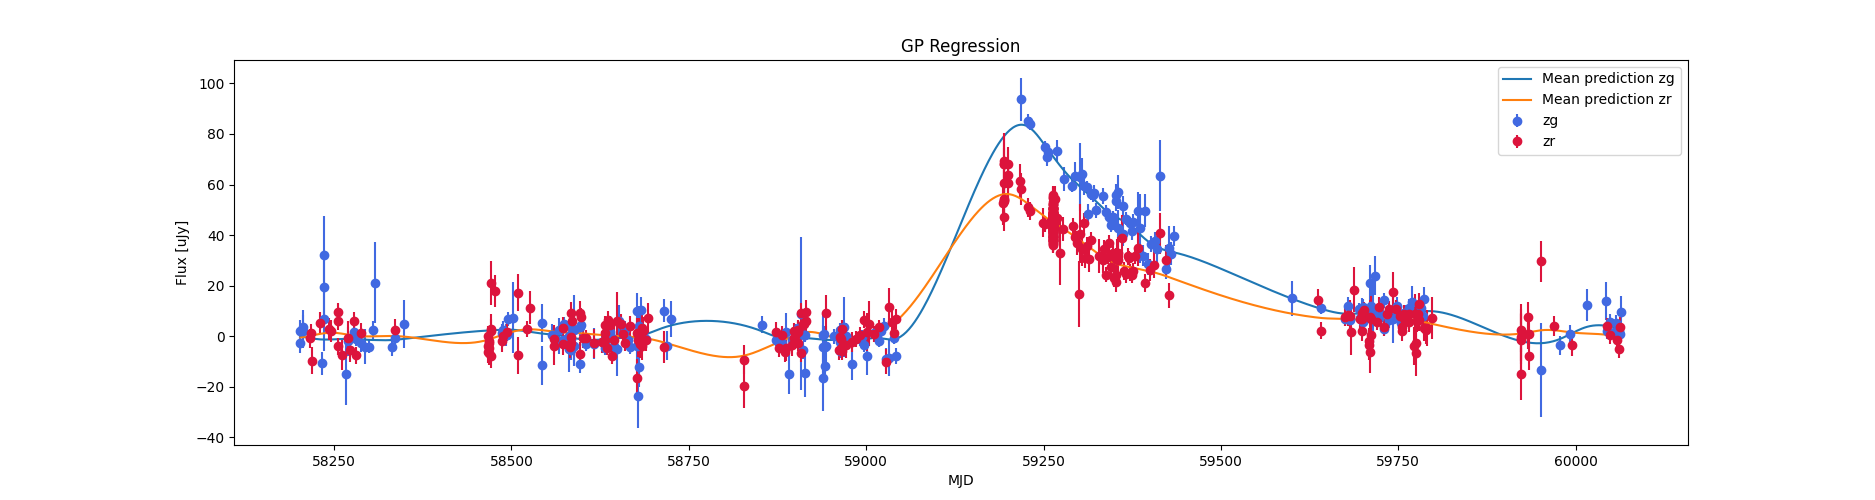 GP Regression
Flux [uJy]
100
80
60
40
20
0
−20
−40
58250 58500 58750 59000 59250 59500 59750 60000
MJD
Mean prediction zg
Mean prediction zr
zg
zr